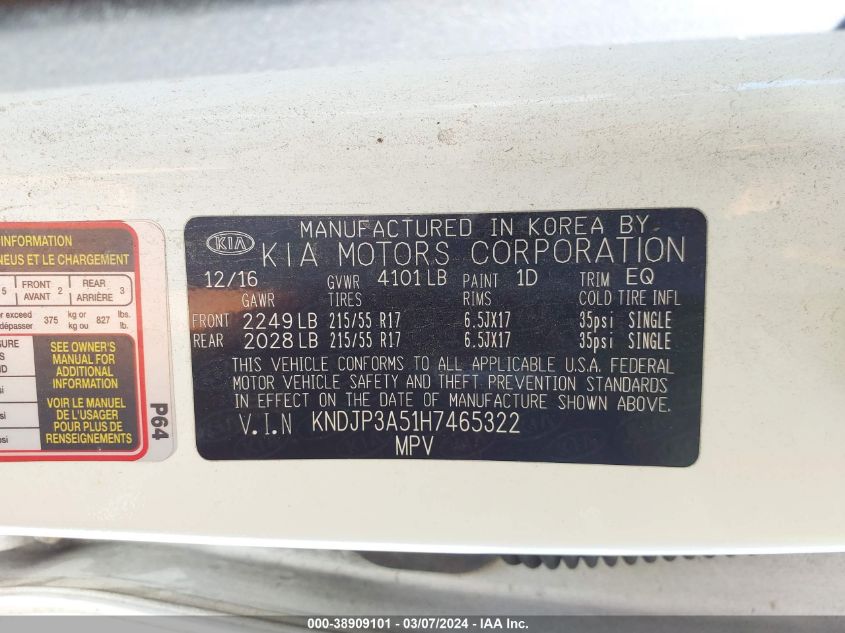 INFORMATION
NEUS ET LE CHARGEMENT
5 FRONT AVANT 2 REAR ARRIÈRE 3
exceed dépasser 375 kg or kg ou 827 lbs. lb.
SEE OWNER'S
MANUAL FOR
ADDITIONAL
INFORMATION
VOIR LE MANUEL
DE L'USAGER
POUR PLUS DE
RENSEIGNEMENTS
P64
MANUFACTURED IN KOREA BY
KIA KIA MOTORS CORPORATION
12/16 GVWR 4101 LB PAINT 1D TRIM EQ
GAWR TIRES RIMS COLD TIRE INFL
FRONT 2249 LB 215/55 R17 6.5JX17 35psi SINGLE
REAR 2028 LB 215/55 R17 6.5JX17 35psi SINGLE
THIS VEHICLE CONFORMS TO ALL APPLICABLE U.S.A. FEDERAL
MOTOR VEHICLE SAFETY AND THEFT PREVENTION STANDARDS
IN EFFECT ON THE DATE OF MANUFACTURE SHOWN ABOVE.
V.I.N KNDJP3A51H7465322
MPV
000-38909101 - 03/07/2024 - IAA Inc.